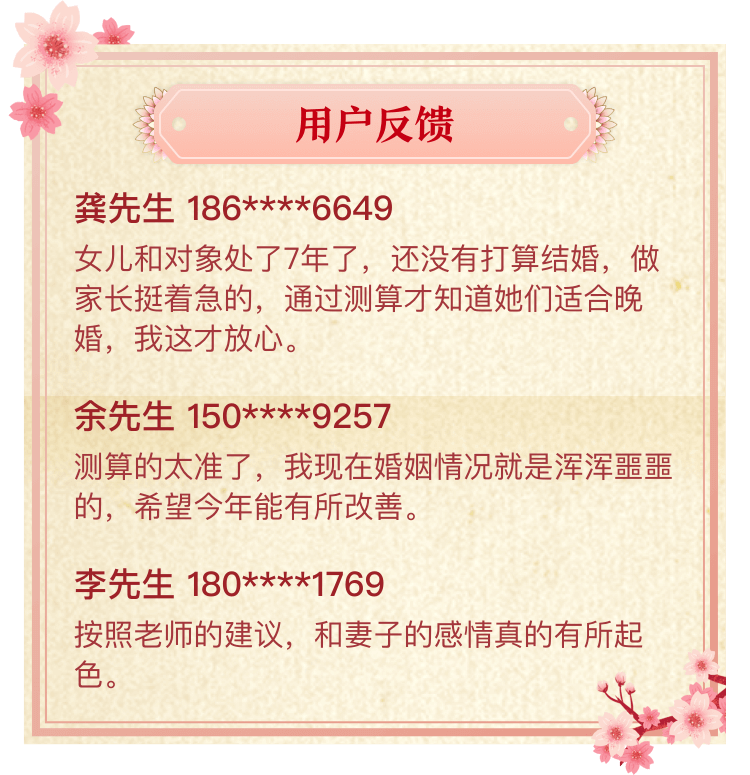 用户反馈
龚先生 186****6649
女儿和对象处了7年了，还没有打算结婚，做
家长挺着急的，通过测算才知道她们适合晚
婚，我这才放心。
余先生 150****9257
测算的太准了，我现在婚姻情况就是浑浑噩噩
的，希望今年能有所改善。
李先生 180****1769
按照老师的建议，和妻子的感情真的有所起
色。